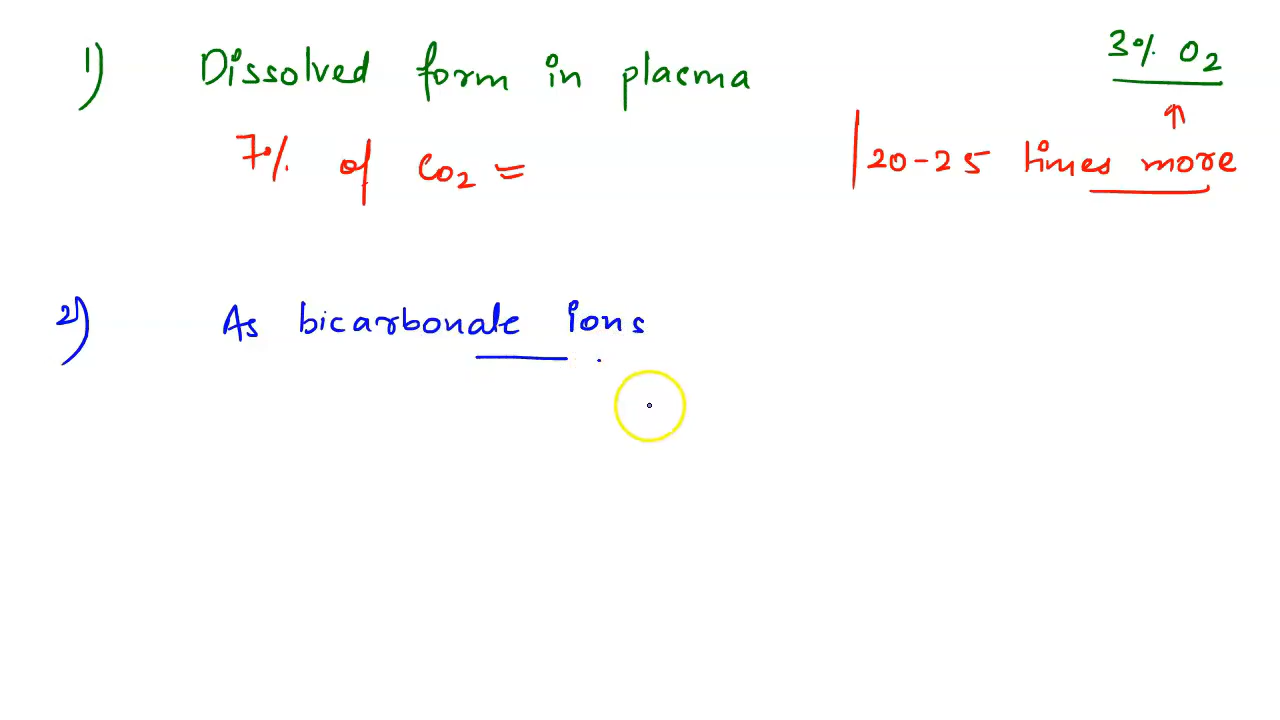 1) Dissolved form in plasma
3% O2
7% of CO2 =
20-25 times more
2) As bicarbonate ions